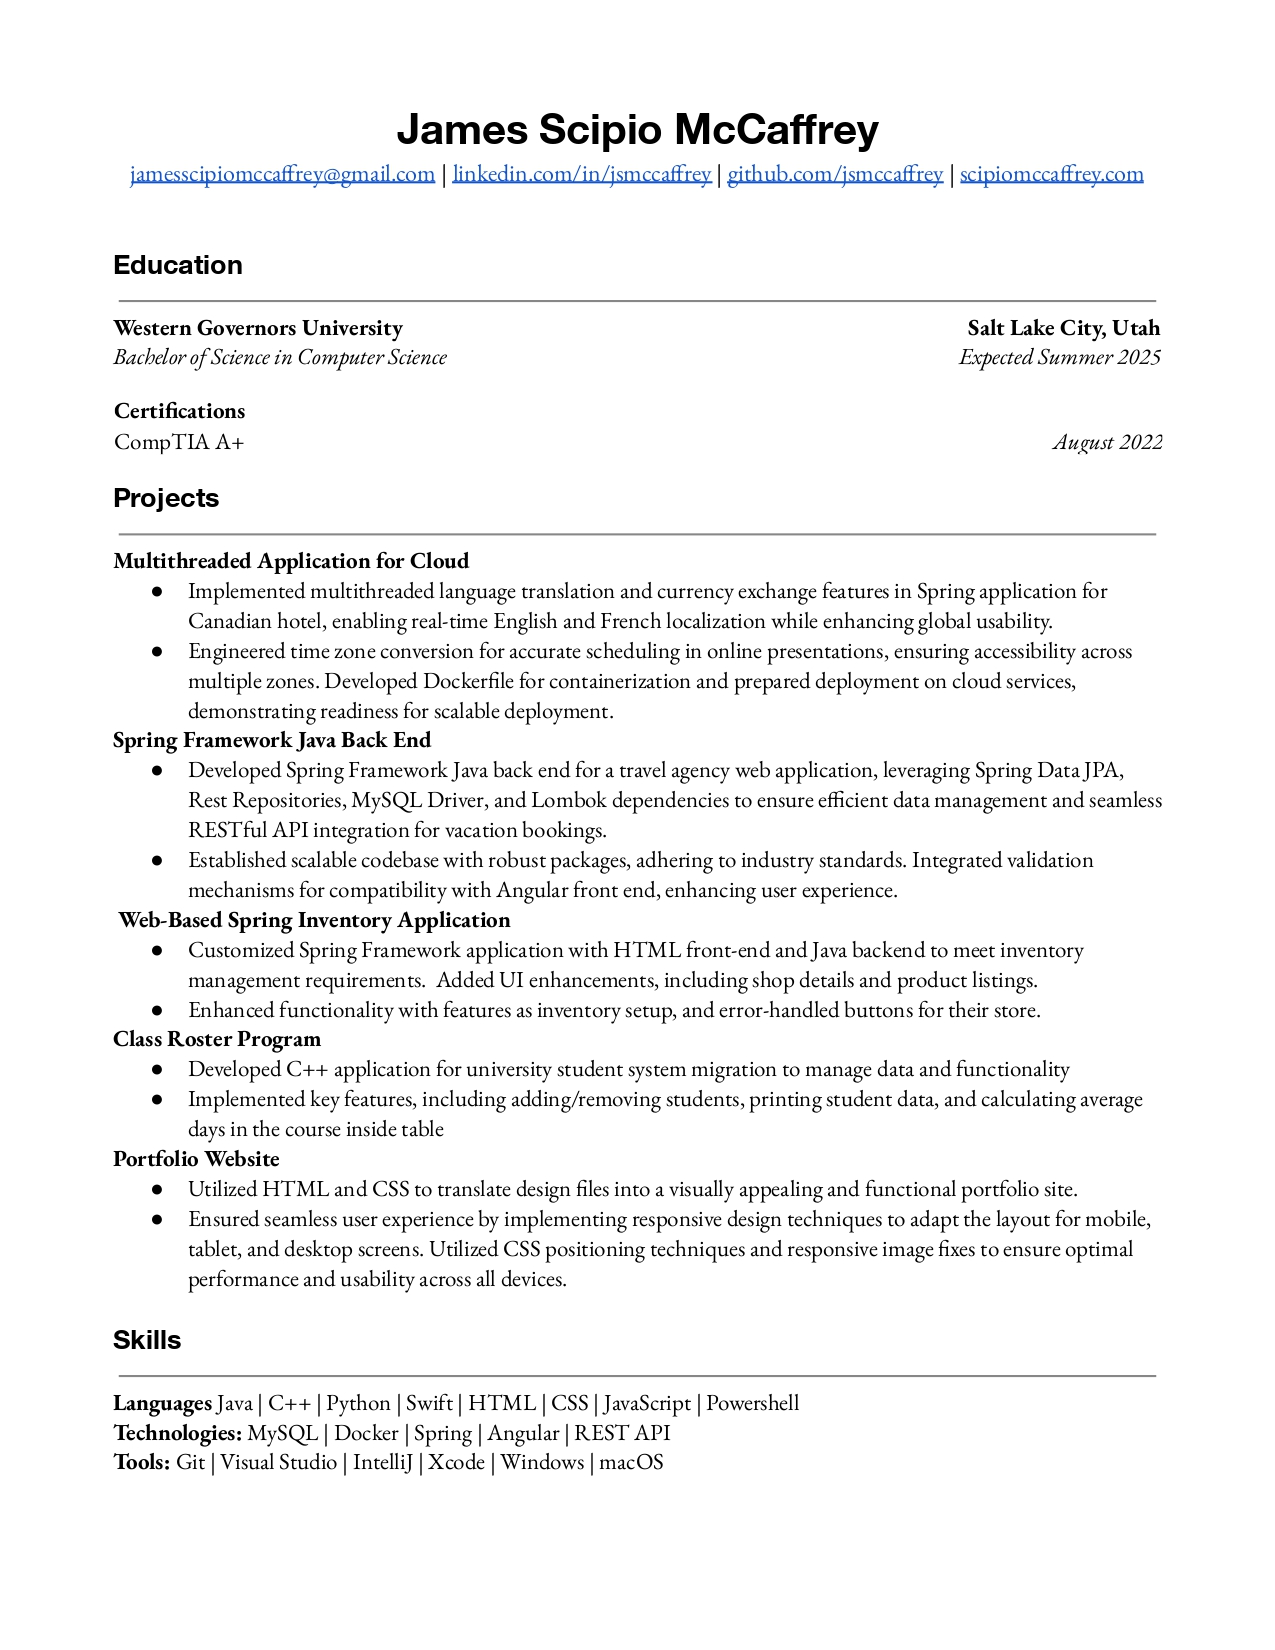 James Scipio McCaffrey
jamesscipiomccaffrey@gmail.com | linkedin.com/in/jsmccaffrey | github.com/jsmccaffrey | scipiomccaffrey.com
Education
Western Governors University Salt Lake City, Utah
Bachelor of Science in Computer Science Expected Summer 2025
Certifications
CompTIA A+ August 2022
Projects
Multithreaded Application for Cloud
● Implemented multithreaded language translation and currency exchange features in Spring application for
Canadian hotel, enabling real-time English and French localization while enhancing global usability.
● Engineered time zone conversion for accurate scheduling in online presentations, ensuring accessibility across
multiple zones. Developed Dockerfile for containerization and prepared deployment on cloud services,
demonstrating readiness for scalable deployment.
Spring Framework Java Back End
● Developed Spring Framework Java back end for a travel agency web application, leveraging Spring Data JPA,
Rest Repositories, MySQL Driver, and Lombok dependencies to ensure efficient data management and seamless
RESTful API integration for vacation bookings.
● Established scalable codebase with robust packages, adhering to industry standards. Integrated validation
mechanisms for compatibility with Angular front end, enhancing user experience.
Web-Based Spring Inventory Application
● Customized Spring Framework application with HTML front-end and Java backend to meet inventory
management requirements.  Added UI enhancements, including shop details and product listings.
● Enhanced functionality with features as inventory setup, and error-handled buttons for their store.
Class Roster Program
● Developed C++ application for university student system migration to manage data and functionality
● Implemented key features, including adding/removing students, printing student data, and calculating average
days in the course inside table
Portfolio Website
● Utilized HTML and CSS to translate design files into a visually appealing and functional portfolio site.
● Ensured seamless user experience by implementing responsive design techniques to adapt the layout for mobile,
tablet, and desktop screens. Utilized CSS positioning techniques and responsive image fixes to ensure optimal
performance and usability across all devices.
Skills
Languages Java | C++ | Python | Swift | HTML | CSS | JavaScript | Powershell
Technologies: MySQL | Docker | Spring | Angular | REST API
Tools: Git | Visual Studio | IntelliJ | Xcode | Windows | macOS